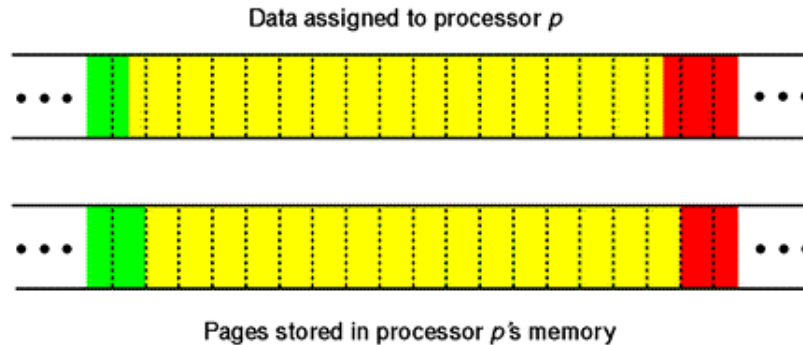 Data assigned to processor p
Pages stored in processor p's memory